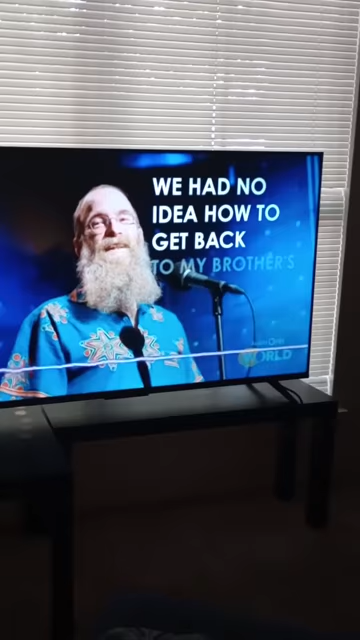 WE HAD NO
IDEA HOW TO
GET BACK
TO MY BROTHER'S
WORLD